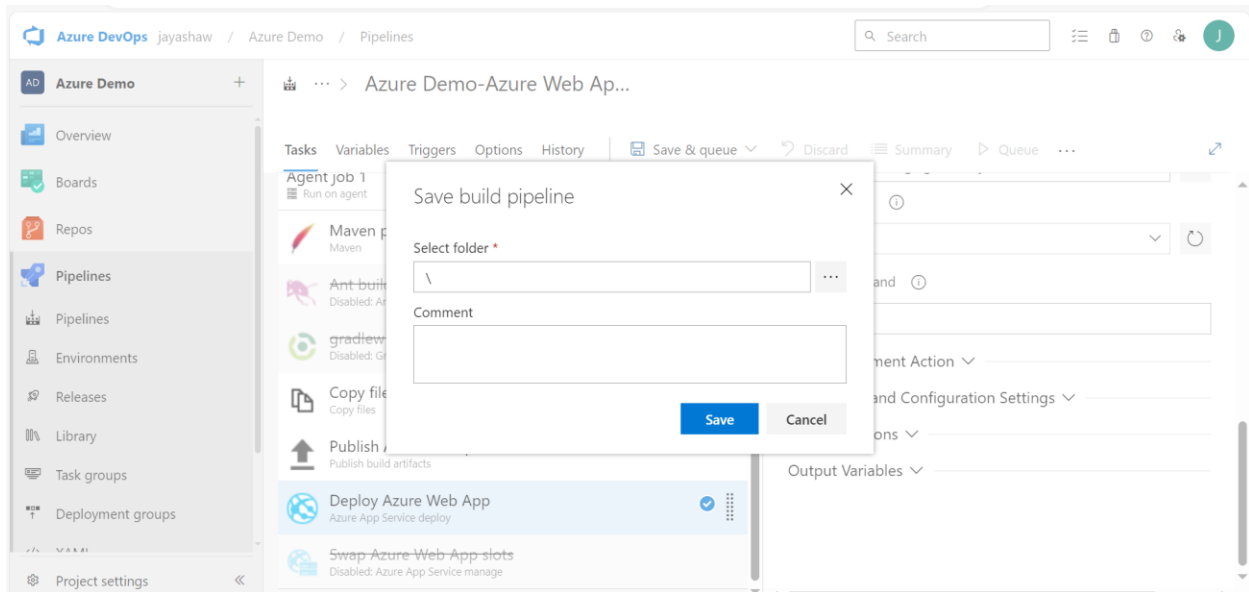 Azure DevOps jayashaw / Azure Demo / Pipelines
Search
J
AD Azure Demo +
Overview
Boards
Repos
Pipelines
Pipelines
Environments
Releases
Library
Task groups
Deployment groups
YAML
Project settings
... > Azure Demo-Azure Web Ap...
Tasks Variables Triggers Options History Save & queue Discard Summary Queue ...
Agent job 1
Run on agent
Maven p
Maven
Ant build
Disabled: An
gradlew
Disabled: Gr
Copy file
Copy files
Publish
Publish build artifacts
Deploy Azure Web App
Azure App Service deploy
Swap Azure Web App slots
Disabled: Azure App Service manage
Save build pipeline
Select folder *
\
...
Comment
Save Cancel
and
ment Action
and Configuration Settings
ons
Output Variables